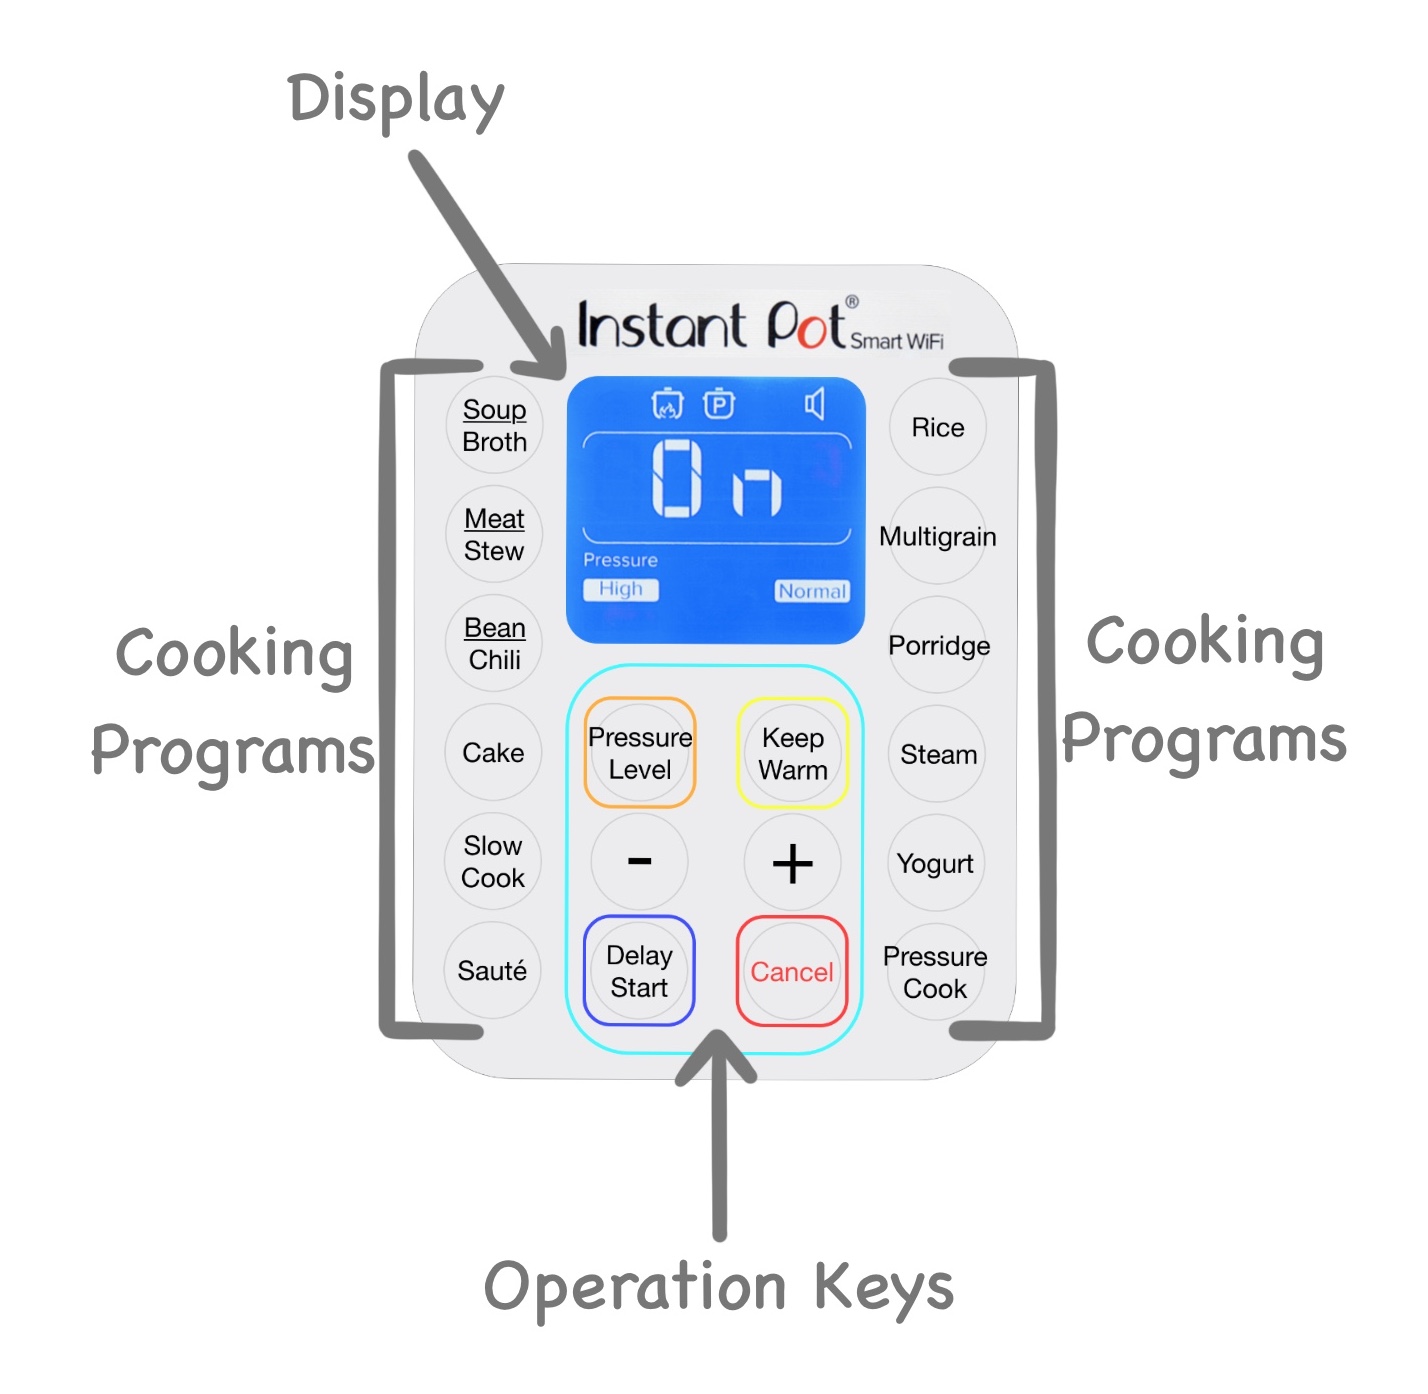 Display
Instant Pot®
Smart WiFi
Soup
Broth
Meat
Stew
Bean
Chili
Cake
Slow
Cook
Sauté
P
On
Pressure
High
Normal
Pressure
Level
Keep
Warm
-
+
Delay
Start
Cancel
Rice
Multigrain
Porridge
Steam
Yogurt
Pressure
Cook
Cooking
Programs
Cooking
Programs
Operation Keys